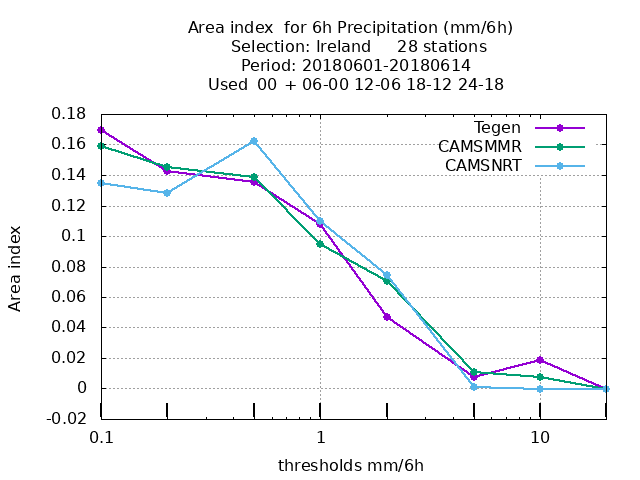 Area index  for 6h Precipitation (mm/6h)
Selection: Ireland     28 stations
Period: 20180601-20180614
Used  00 + 06-00 12-06 18-12 24-18
Tegen
CAMSMMR
CAMSNRT
0.18
0.16
0.14
0.12
0.1
0.08
0.06
0.04
0.02
0
-0.02
Area index
0.1
1
10
thresholds mm/6h